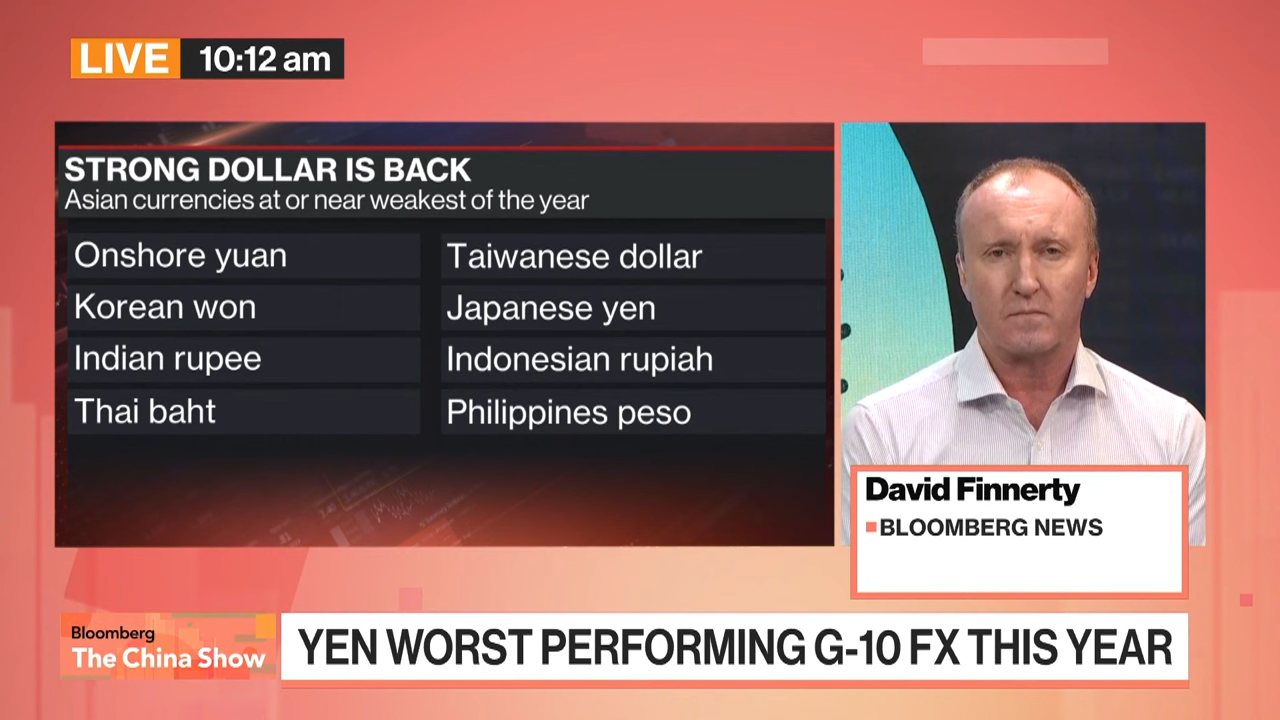 LIVE 10:12 am
STRONG DOLLAR IS BACK
Asian currencies at or near weakest of the year
Onshore yuan Taiwanese dollar
Korean won Japanese yen
Indian rupee Indonesian rupiah
Thai baht Philippines peso
David Finnerty
BLOOMBERG NEWS
Bloomberg
The China Show
YEN WORST PERFORMING G-10 FX THIS YEAR